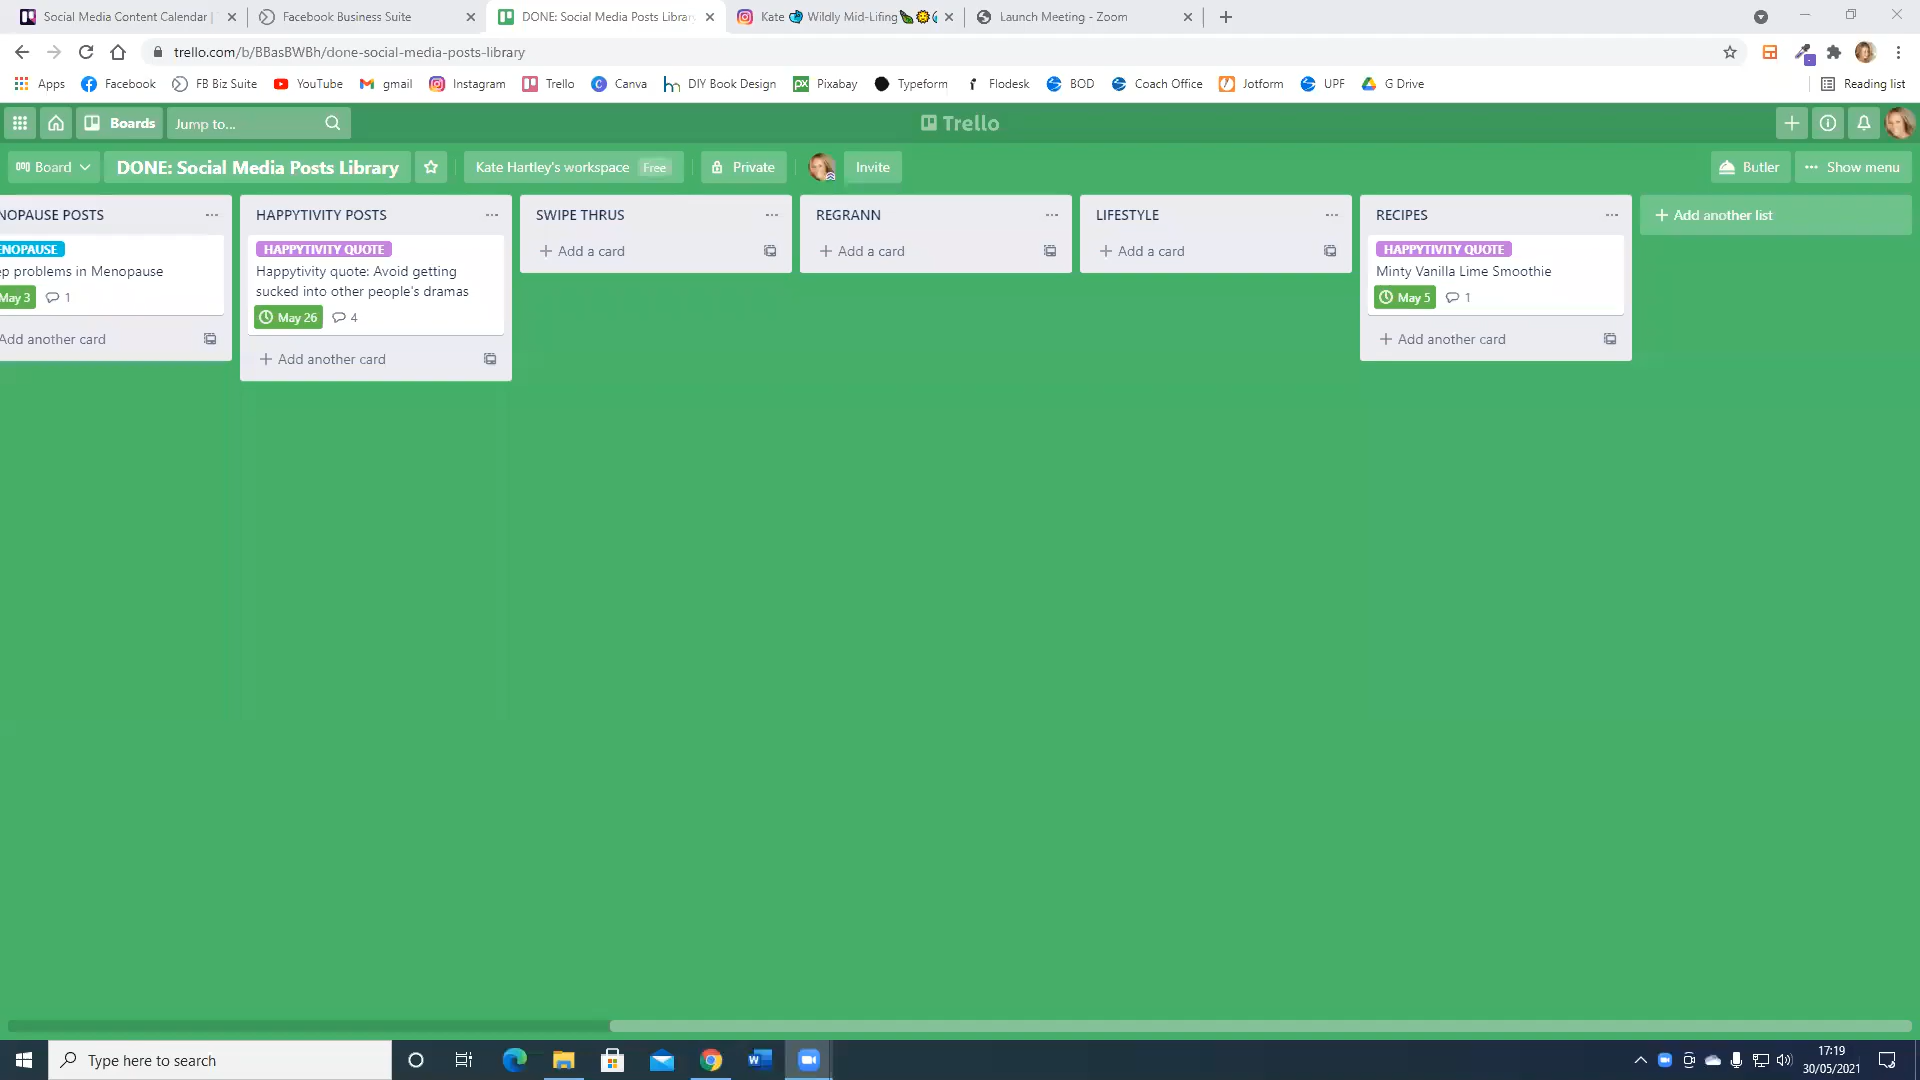 Social Media Content Calendar |
Facebook Business Suite
DONE: Social Media Posts Library
Kate Wildly Mid-Lifing
Launch Meeting - Zoom
trello.com/b/BBasBWBh/done-social-media-posts-library
Apps
Facebook
FB Biz Suite
YouTube
gmail
Instagram
Trello
Canva
DIY Book Design
Pixabay
Typeform
Flodesk
BOD
Coach Office
Jotform
UPF
G Drive
Reading list
Boards
Jump to...
Trello
Board
DONE: Social Media Posts Library
Kate Hartley's workspace Free
Private
Invite
Butler
Show menu
NOPAUSE POSTS
ENOPAUSE
ep problems in Menopause
May 3
1
Add another card
HAPPYTIVITY POSTS
HAPPYTIVITY QUOTE
Happytivity quote: Avoid getting
sucked into other people's dramas
May 26
4
Add another card
SWIPE THRUS
Add a card
REGRANN
Add a card
LIFESTYLE
Add a card
RECIPES
HAPPYTIVITY QUOTE
Minty Vanilla Lime Smoothie
May 5
1
Add another card
Add another list
Type here to search
17:19
30/05/2021